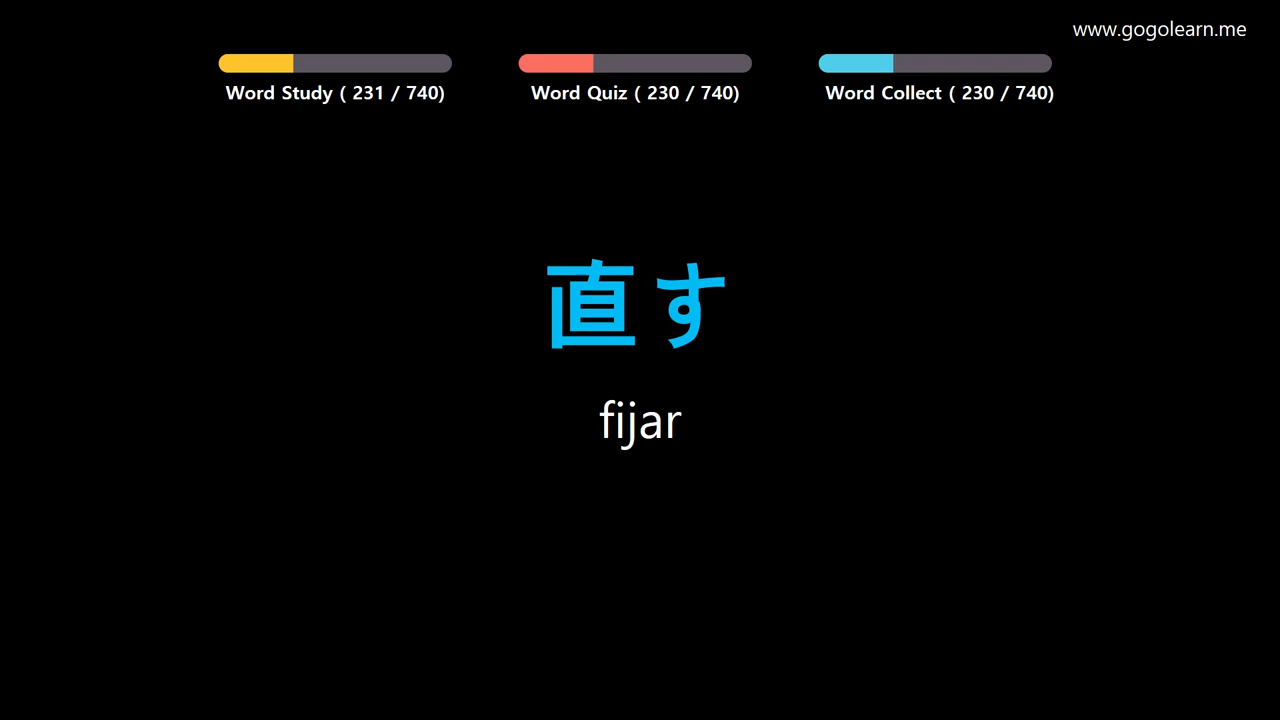 www.gogolearn.me
Word Study ( 231 / 740)
Word Quiz ( 230 / 740)
Word Collect ( 230 / 740)
直す
fijar